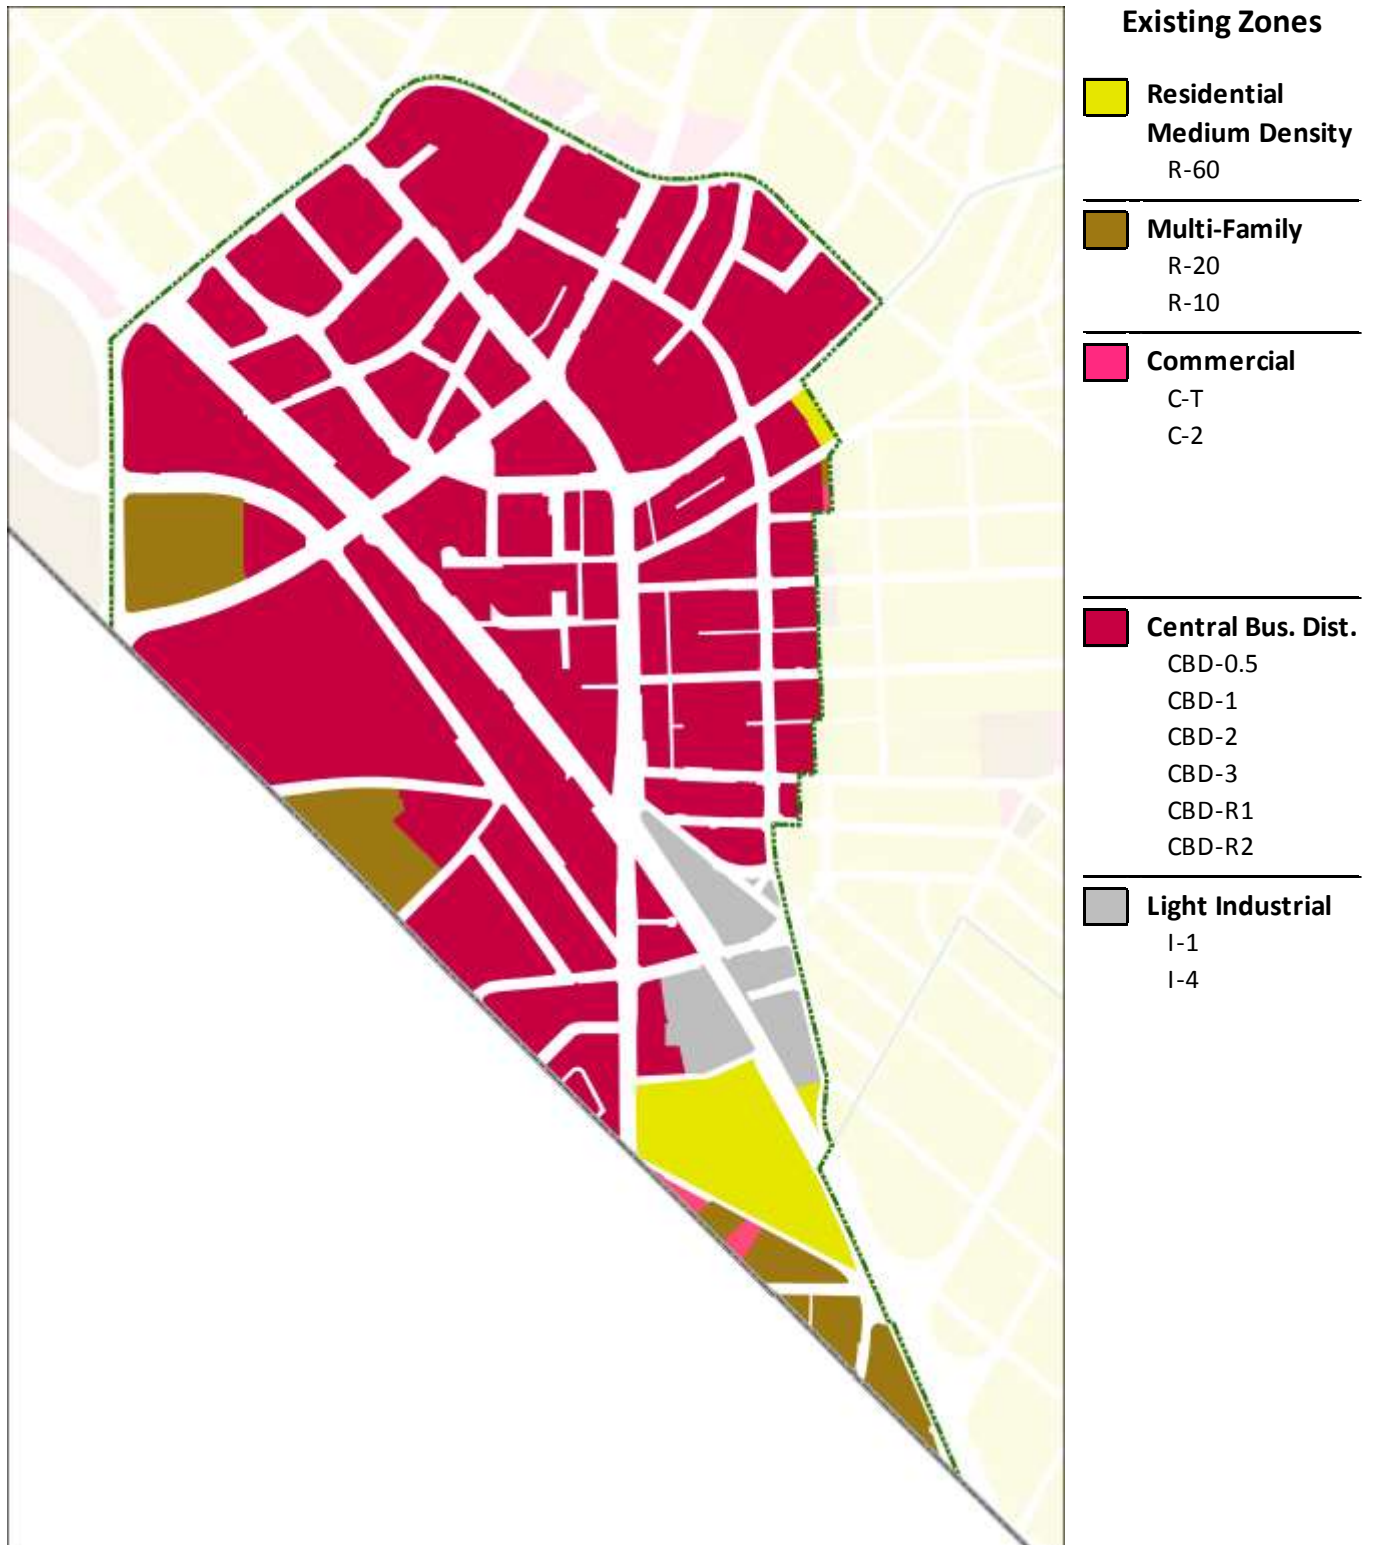 Existing Zones
Residential
Medium Density
R-60
Multi-Family
R-20
R-10
Commercial
C-T
C-2
Central Bus. Dist.
CBD-0.5
CBD-1
CBD-2
CBD-3
CBD-R1
CBD-R2
Light Industrial
I-1
I-4